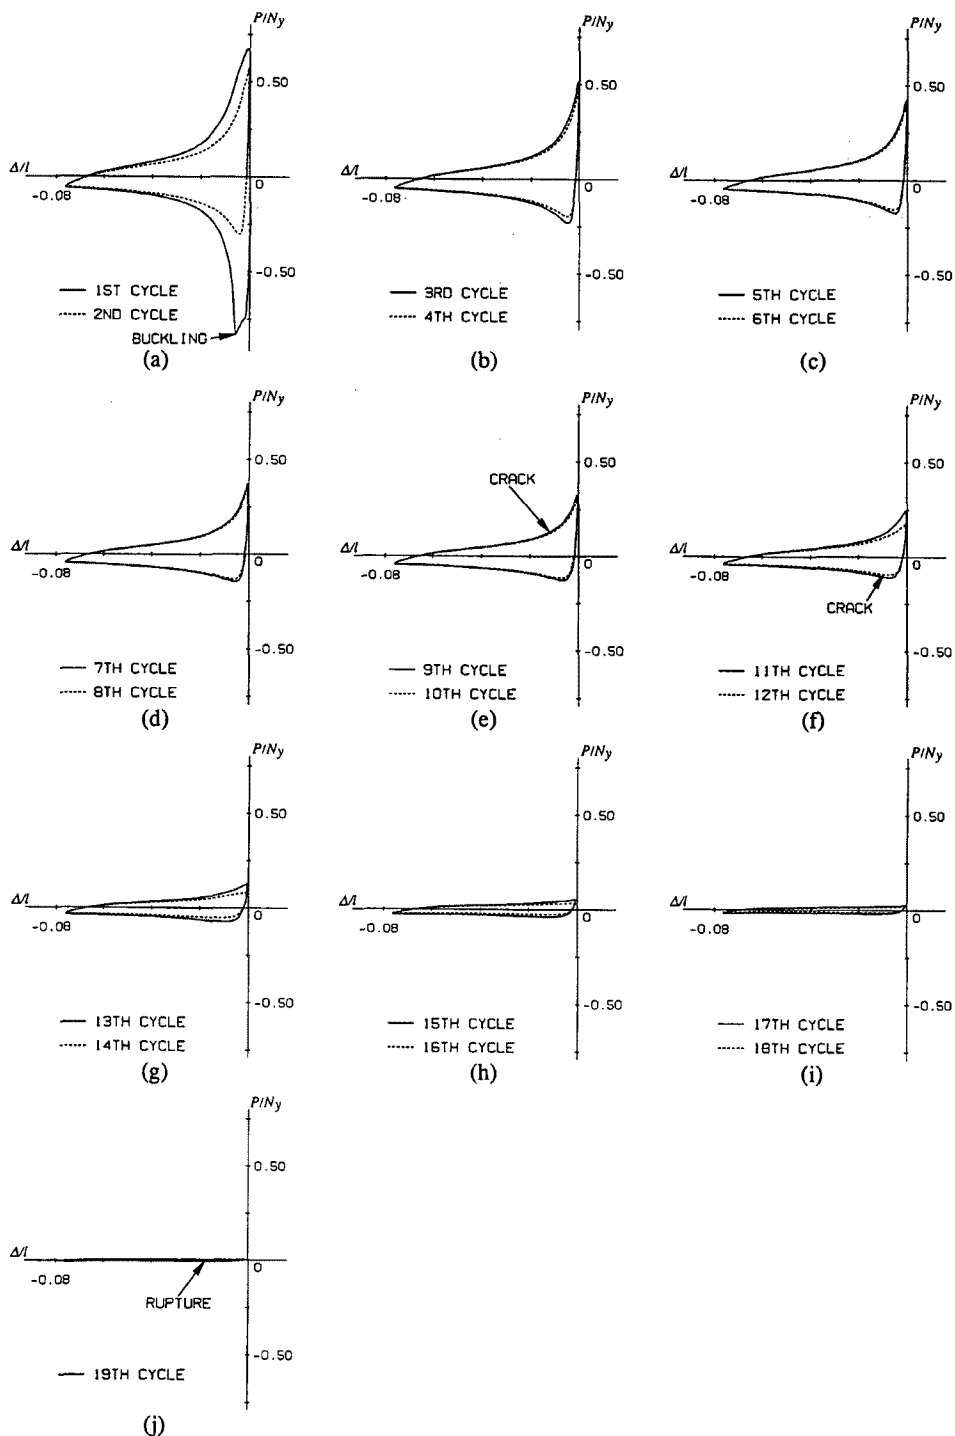 P/Ny
0.50
Δ/l
-0.08
0
-0.50
1ST CYCLE
2ND CYCLE
BUCKLING
(a)
P/Ny
0.50
Δ/l
-0.08
0
-0.50
3RD CYCLE
4TH CYCLE
(b)
P/Ny
0.50
Δ/l
-0.08
0
-0.50
5TH CYCLE
6TH CYCLE
(c)
P/Ny
0.50
Δ/l
-0.08
0
-0.50
7TH CYCLE
8TH CYCLE
(d)
P/Ny
0.50
CRACK
Δ/l
-0.08
0
-0.50
9TH CYCLE
10TH CYCLE
(e)
P/Ny
0.50
Δ/l
-0.08
0
CRACK
-0.50
11TH CYCLE
12TH CYCLE
(f)
P/Ny
0.50
Δ/l
-0.08
0
-0.50
13TH CYCLE
14TH CYCLE
(g)
P/Ny
0.50
Δ/l
-0.08
0
-0.50
15TH CYCLE
16TH CYCLE
(h)
P/Ny
0.50
Δ/l
-0.08
0
-0.50
17TH CYCLE
18TH CYCLE
(i)
P/Ny
0.50
Δ/l
-0.08
0
RUPTURE
-0.50
19TH CYCLE
(j)